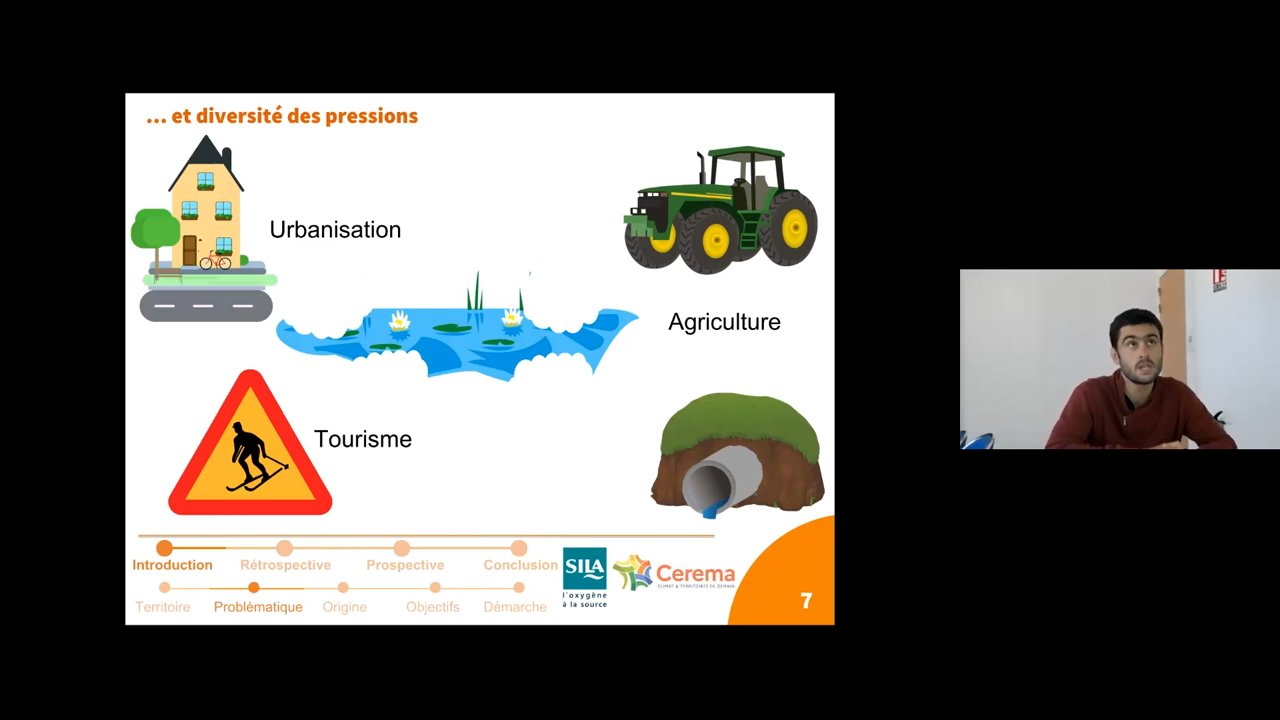 ... et diversité des pressions
Urbanisation
Agriculture
Tourisme
Introduction
Rétrospective
Prospective
Conclusion
Territoire
Problématique
Origine
Objectifs
Démarche
SILA
l'oxygène
à la source
Cerema
CLIMAT & TERRITOIRES DE DEMAIN
7